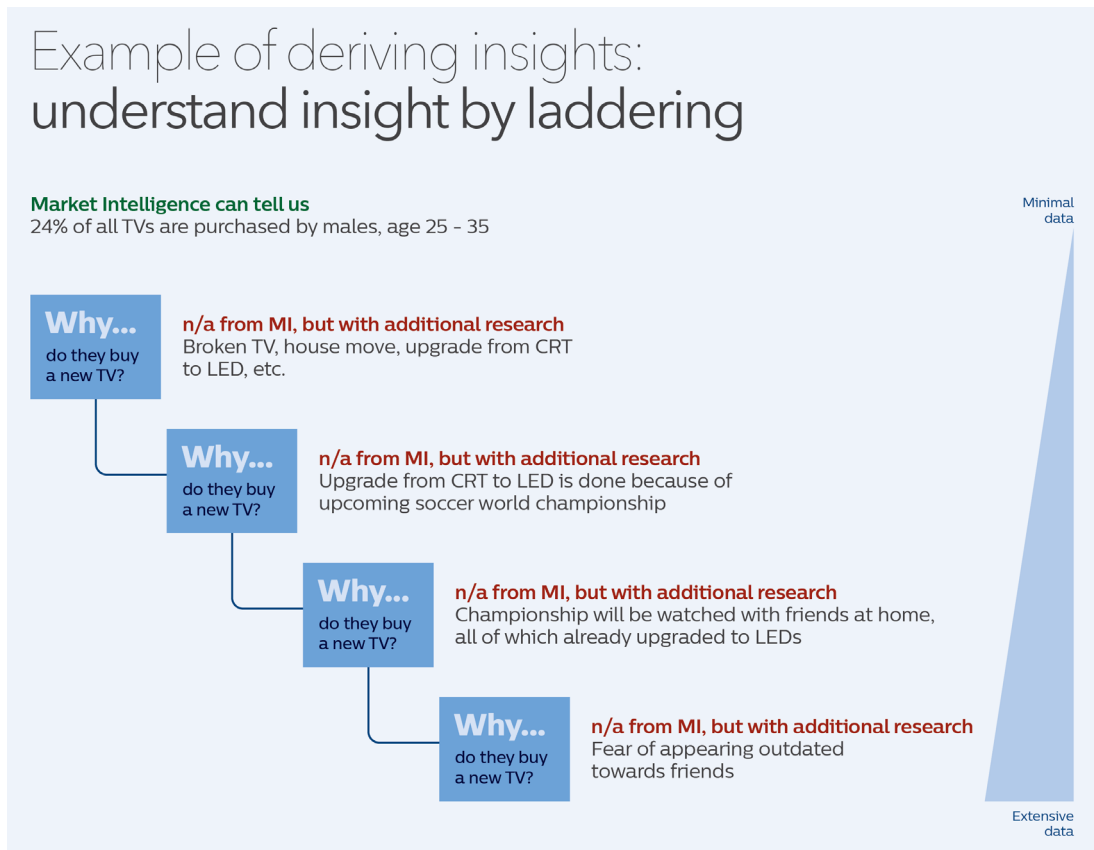 Example of deriving insights:
understand insight by laddering
Market Intelligence can tell us
24% of all TVs are purchased by males, age 25 - 35
Minimal
data
Why...
do they buy
a new TV?
n/a from MI, but with additional research
Broken TV, house move, upgrade from CRT
to LED, etc.
Why...
do they buy
a new TV?
n/a from MI, but with additional research
Upgrade from CRT to LED is done because of
upcoming soccer world championship
Why...
do they buy
a new TV?
n/a from MI, but with additional research
Championship will be watched with friends at home,
all of which already upgraded to LEDs
Why...
do they buy
a new TV?
n/a from MI, but with additional research
Fear of appearing outdated
towards friends
Extensive
data